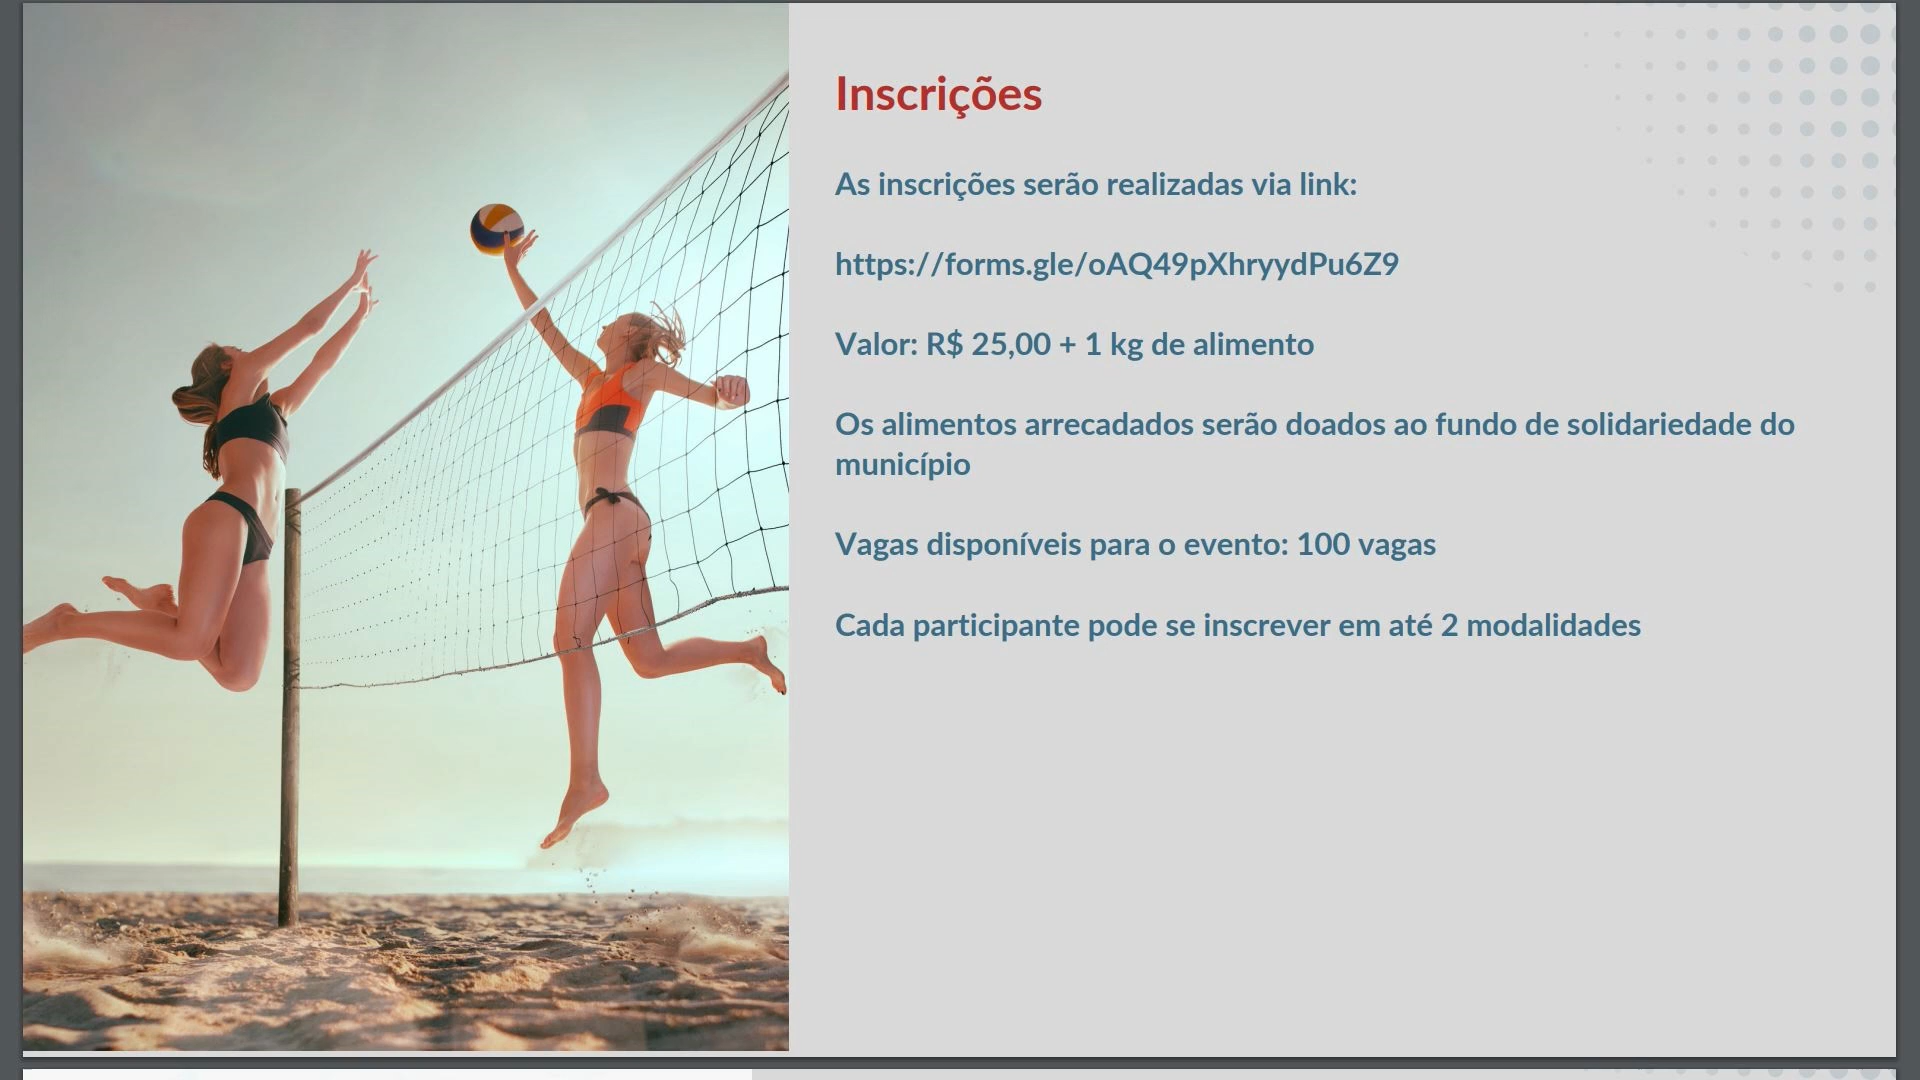 Inscrições
As inscrições serão realizadas via link:
https://forms.gle/oAQ49pXhryydPu6Z9
Valor: R$ 25,00 + 1 kg de alimento
Os alimentos arrecadados serão doados ao fundo de solidariedade do
município
Vagas disponíveis para o evento: 100 vagas
Cada participante pode se inscrever em até 2 modalidades